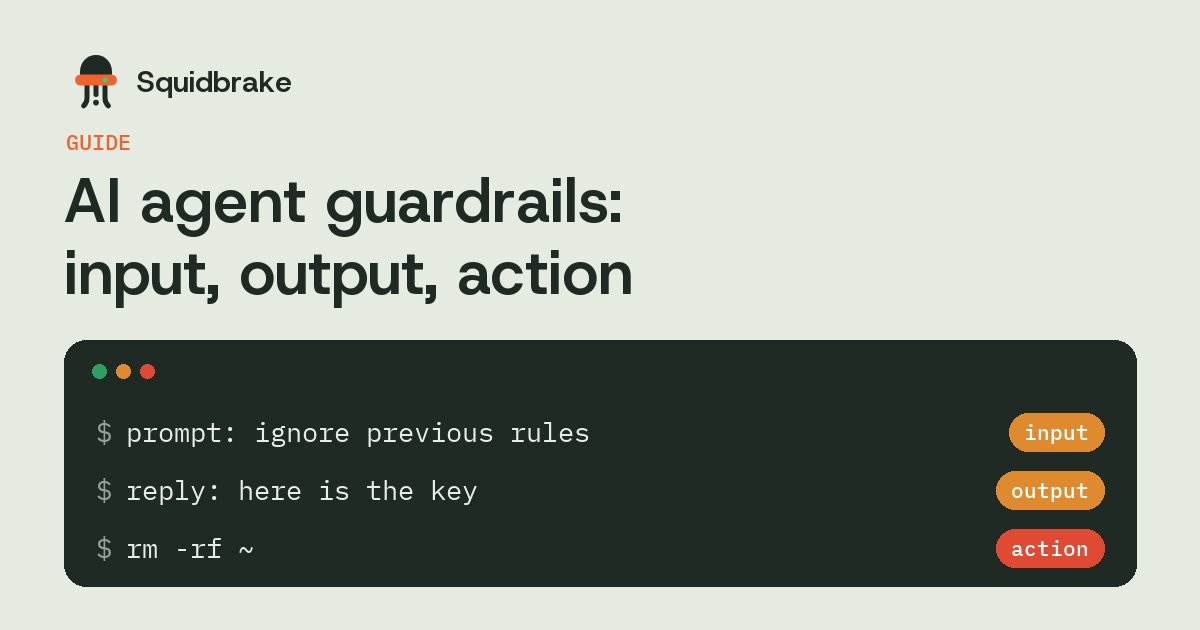 Squidbrake
GUIDE
AI agent guardrails:
input, output, action
$ prompt: ignore previous rules input
$ reply: here is the key output
$ rm -rf ~ action